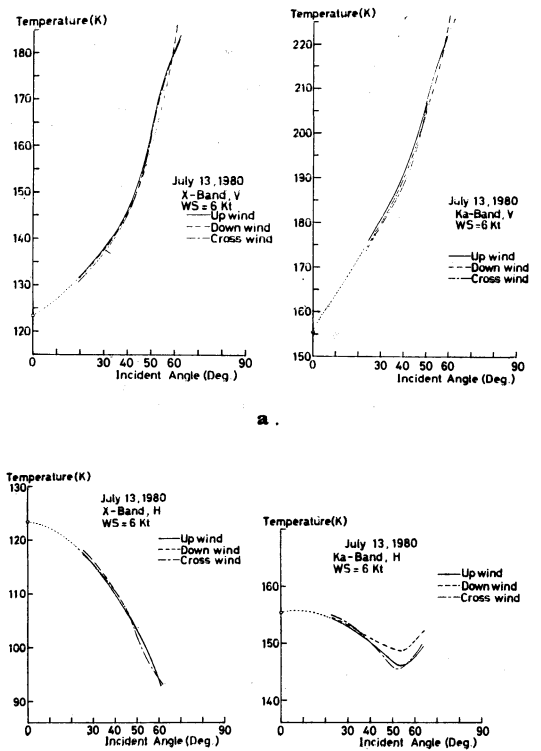 Temperature(K)
180
170
160
150
140
130
120
July 13, 1980
X-Band, V
WS = 6 Kt
Up wind
Down wind
Cross wind
0 30 40 50 60 90
Incident Angle (Deg.)
Temperature(K)
220
210
200
190
180
170
160
150
July 13, 1980
Ka-Band, V
WS=6 Kt
Up wind
Down wind
Cross wind
0 30 40 50 60 90
Incident Angle (Deg.)
a .
Temperature(K)
130
120
110
100
90
July 13, 1980
X-Band, H
WS = 6 Kt
Up wind
Down wind
Cross wind
0 30 40 50 60 90
Incident Angle (Deg.)
Temperature(K)
160
150
140
July 13, 1980
Ka-Band, H
WS = 6 Kt
Up wind
Down wind
Cross wind
0 30 40 50 60 90
Incident Angle (Deg.)